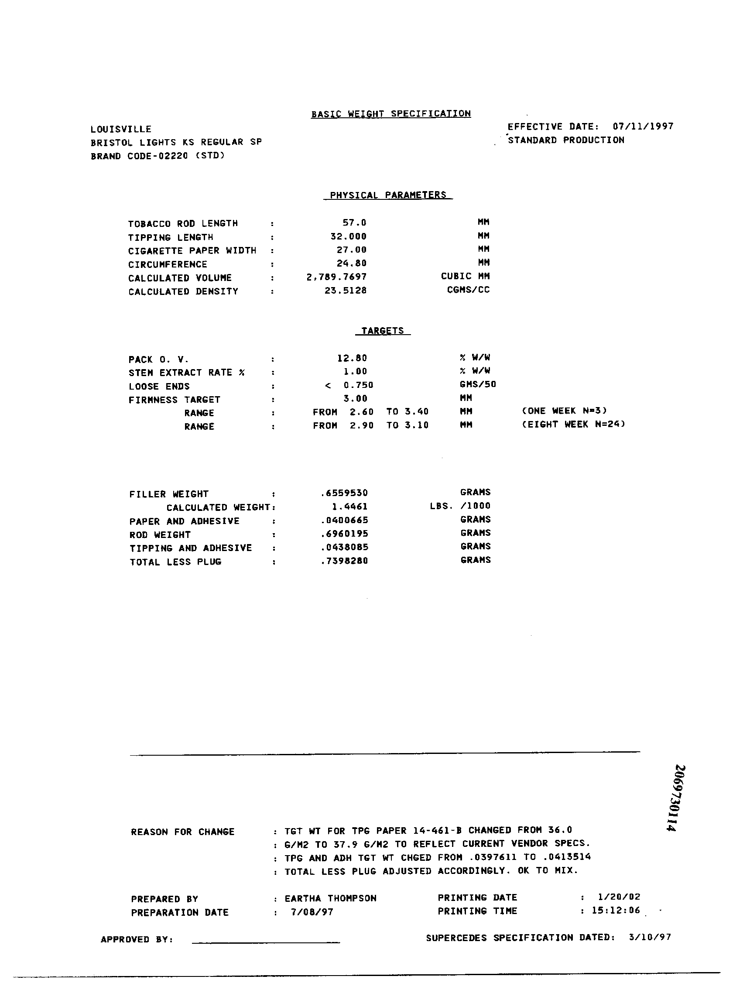 BASIC WEIGHT SPECIFICATION
LOUISVILLE
EFFECTIVE DATE: 07/11/1997
BRISTOL LIGHTS KS REGULAR SP
STANDARD PRODUCTION
BRAND CODE-02220 (STD)
PHYSICAL PARAMETERS
TOBACCO ROD LENGTH : 57.0 MM
TIPPING LENGTH : 32.000 MM
CIGARETTE PAPER WIDTH : 27.00 MM
CIRCUMFERENCE : 24.80 MM
CALCULATED VOLUME : 2,789.7697 CUBIC MM
CALCULATED DENSITY : 23.5128 CGMS/CC
TARGETS
PACK O. V. : 12.80 % W/W
STEM EXTRACT RATE % : 1.00 % W/W
LOOSE ENDS : < 0.750 GMS/50
FIRMNESS TARGET : 3.00 MM
RANGE : FROM 2.60 TO 3.40 MM (ONE WEEK N=3)
RANGE : FROM 2.90 TO 3.10 MM (EIGHT WEEK N=24)
FILLER WEIGHT : .6559530 GRAMS
CALCULATED WEIGHT: 1.4461 LBS. /1000
PAPER AND ADHESIVE : .0400665 GRAMS
ROD WEIGHT : .6960195 GRAMS
TIPPING AND ADHESIVE : .0438085 GRAMS
TOTAL LESS PLUG : .7398280 GRAMS
2069730114
REASON FOR CHANGE : TGT WT FOR TPG PAPER 14-461-B CHANGED FROM 36.0
: G/M2 TO 37.9 G/M2 TO REFLECT CURRENT VENDOR SPECS.
: TPG AND ADH TGT WT CHGED FROM .0397611 TO .0413514
: TOTAL LESS PLUG ADJUSTED ACCORDINGLY. OK TO MIX.
PREPARED BY : EARTHA THOMPSON PRINTING DATE : 1/20/02
PREPARATION DATE : 7/08/97 PRINTING TIME : 15:12:06
APPROVED BY: SUPERCEDES SPECIFICATION DATED: 3/10/97